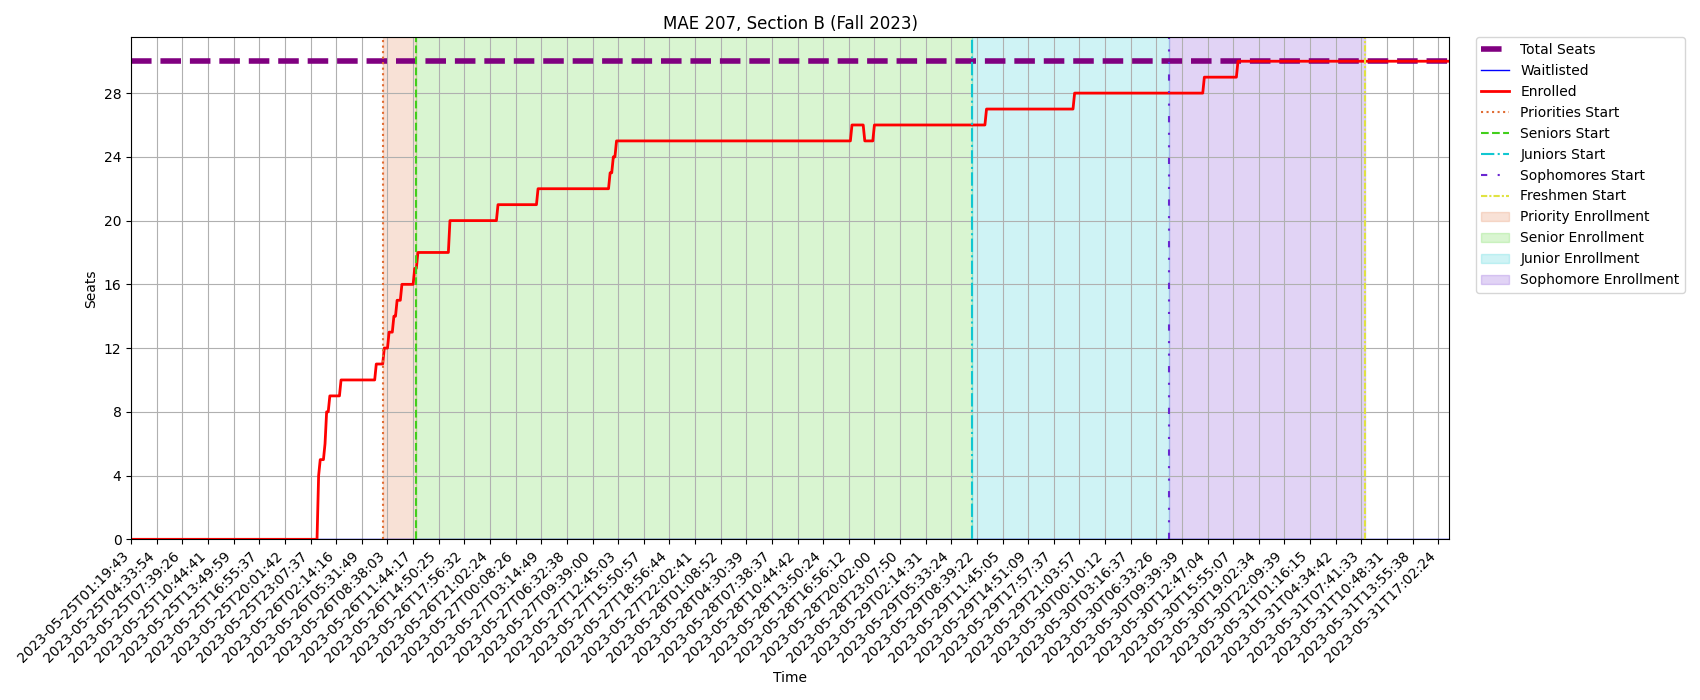 MAE 207, Section B (Fall 2023)
Seats
28
24
20
16
12
8
4
0
2023-05-25T01:19:43
2023-05-25T04:33:54
2023-05-25T07:39:26
2023-05-25T10:44:41
2023-05-25T13:49:59
2023-05-25T16:55:37
2023-05-25T20:01:42
2023-05-25T23:07:37
2023-05-26T02:14:16
2023-05-26T05:31:49
2023-05-26T08:38:03
2023-05-26T11:44:17
2023-05-26T14:50:25
2023-05-26T17:56:32
2023-05-26T21:02:24
2023-05-27T00:08:26
2023-05-27T03:14:49
2023-05-27T06:32:38
2023-05-27T09:39:00
2023-05-27T12:45:03
2023-05-27T15:50:57
2023-05-27T18:56:44
2023-05-27T22:02:41
2023-05-28T01:08:52
2023-05-28T04:30:39
2023-05-28T07:38:37
2023-05-28T10:44:42
2023-05-28T13:50:24
2023-05-28T16:56:12
2023-05-28T20:02:00
2023-05-28T23:07:50
2023-05-29T02:14:31
2023-05-29T05:33:24
2023-05-29T08:39:22
2023-05-29T11:45:05
2023-05-29T14:51:09
2023-05-29T17:57:37
2023-05-29T21:03:57
2023-05-30T00:10:12
2023-05-30T03:16:37
2023-05-30T06:33:26
2023-05-30T09:39:39
2023-05-30T12:47:04
2023-05-30T15:55:07
2023-05-30T19:02:34
2023-05-30T22:09:39
2023-05-31T01:16:15
2023-05-31T04:34:42
2023-05-31T07:41:33
2023-05-31T10:48:31
2023-05-31T13:55:38
2023-05-31T17:02:24
Time
Total Seats
Waitlisted
Enrolled
Priorities Start
Seniors Start
Juniors Start
Sophomores Start
Freshmen Start
Priority Enrollment
Senior Enrollment
Junior Enrollment
Sophomore Enrollment